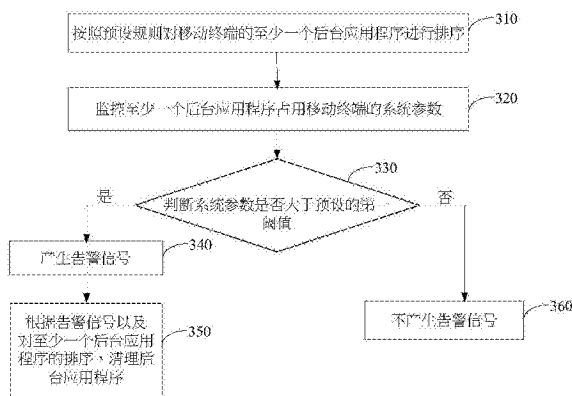 按照预设规则对移动终端的至少一个后台应用程序进行排序
310
监控至少一个后台应用程序占用移动终端的系统参数
320
330
判断系统参数是否大于预设的第
阈值
是
否
340
产生告警信号
350
根据告警信号以及
对至少一个后台应用
程序的排序、清理后
台应用程序
360
不产生告警信号